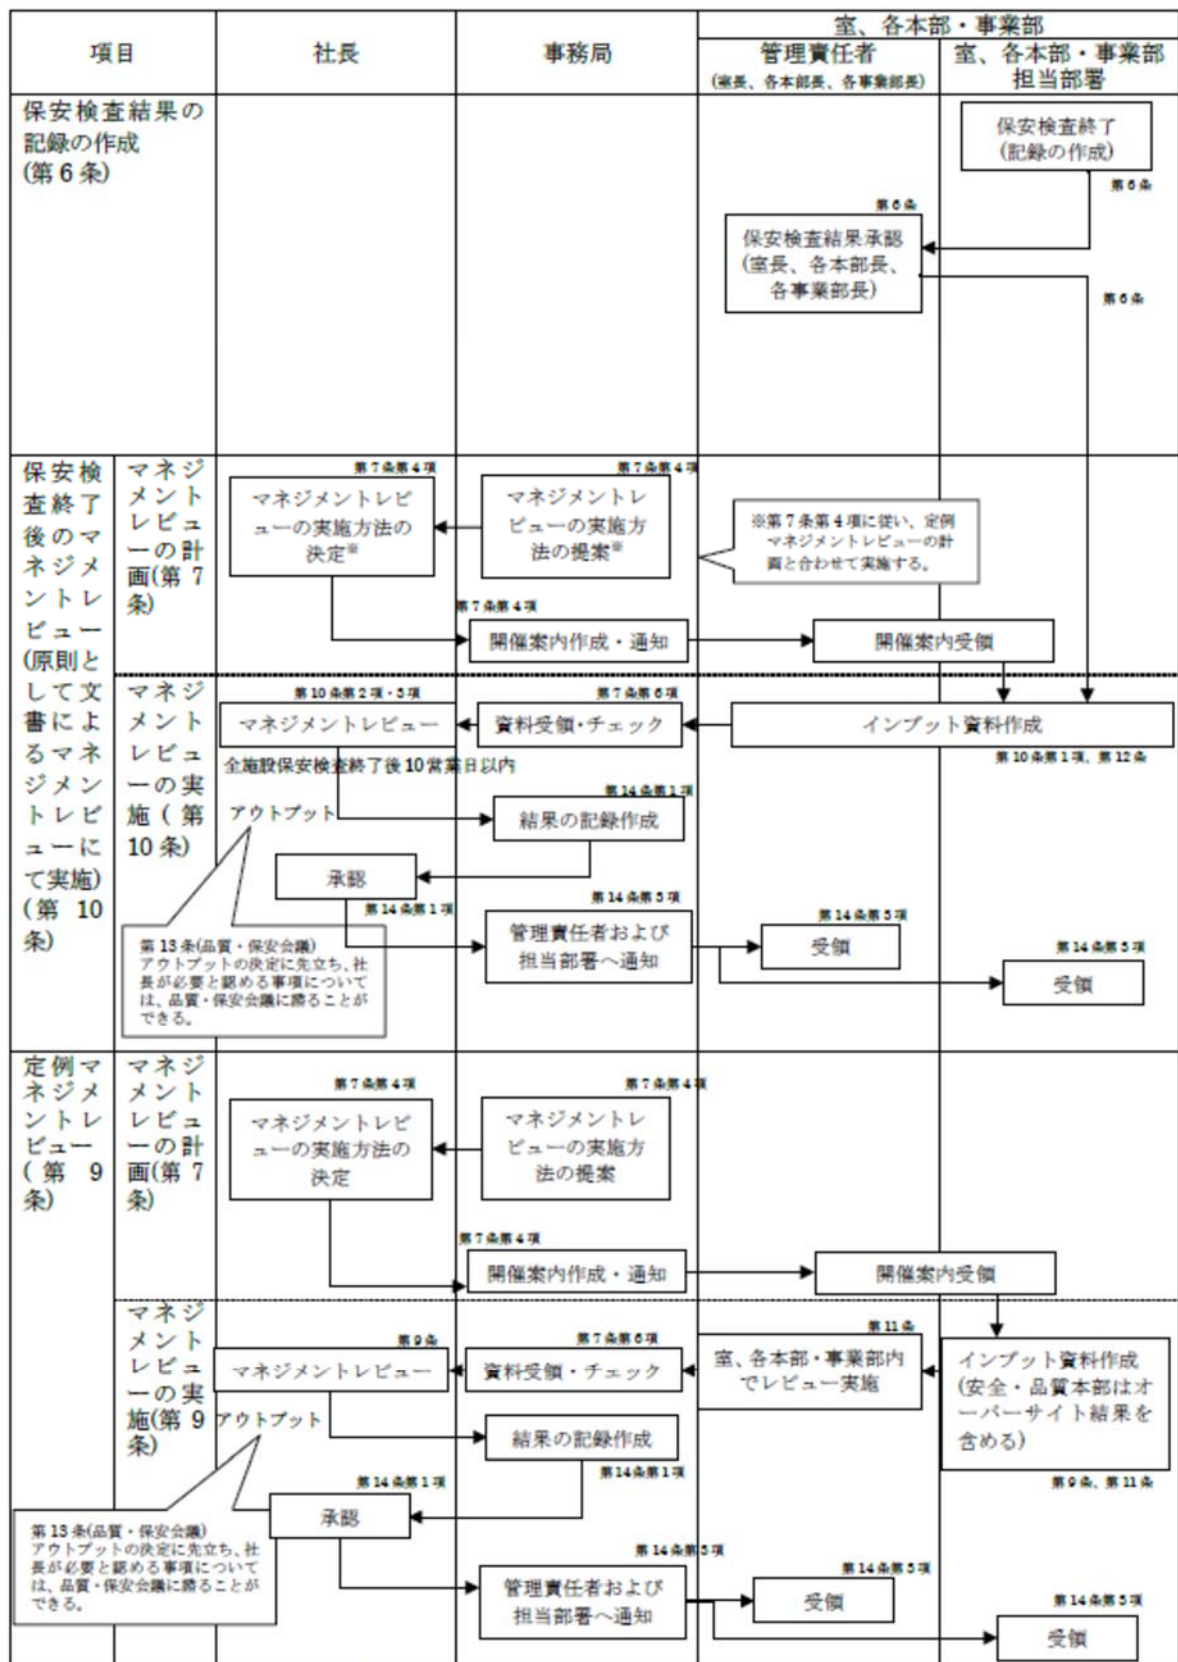 項目
社長
事務局
室、各本部・事業部
管理責任者
(室長、各本部長、各事業部長)
室、各本部・事業部
担当部署
保安検査結果の
記録の作成
(第6条)
保安検査終了
(記録の作成)
第6条
第6条
保安検査結果承認
(室長、各本部長、
各事業部長)
第6条
保安検
査終了
後のマ
ネジメ
ントレ
ビュー
(原則と
して文
書によ
るマネ
ジメン
トレビ
ューに
て実施)
(第 10
条)
マネジ
メント
レビュ
ーの計
画(第7
条)
第7条第4項
マネジメントレビ
ューの実施方法の
決定※
第7条第4項
マネジメントレ
ビューの実施方
法の提案※
※第7条第4項に従い、定例
マネジメントレビューの計
画と合わせて実施する。
第7条第4項
開催案内作成・通知
開催案内受領
マネジ
メント
レビュ
ーの実
施(第
10条)
第10条第2項・3項
マネジメントレビュー
第7条第6項
資料受領・チェック
インプット資料作成
第10条第1項、第12条
全施設保安検査終了後10営業日以内
アウトプット
第14条第1項
結果の記録作成
承認
第14条第1項
第14条第3項
管理責任者および
担当部署へ通知
第14条第3項
受領
第14条第3項
受領
第13条(品質・保安会議)
アウトプットの決定に先立ち、社
長が必要と認める事項について
は、品質・保安会議に諮ることが
できる。
定例マ
ネジメ
ントレ
ビュー
(第 9
条)
マネジ
メント
レビュ
ーの計
画(第7
条)
第7条第4項
マネジメントレビ
ューの実施方法の
決定
第7条第4項
マネジメントレ
ビューの実施方
法の提案
第7条第4項
開催案内作成・通知
開催案内受領
マネジ
メント
レビュ
ーの実
施(第9
条)
第9条
マネジメントレビュー
第7条第6項
資料受領・チェック
第11条
室、各本部・事業部内
でレビュー実施
インプット資料作成
(安全・品質本部はオ
ーバーサイト結果を
含める)
第9条、第11条
アウトプット
結果の記録作成
第14条第1項
第14条第1項
承認
第14条第3項
管理責任者および
担当部署へ通知
第14条第3項
受領
第14条第3項
受領
第13条(品質・保安会議)
アウトプットの決定に先立ち、社
長が必要と認める事項について
は、品質・保安会議に諮ることが
できる。